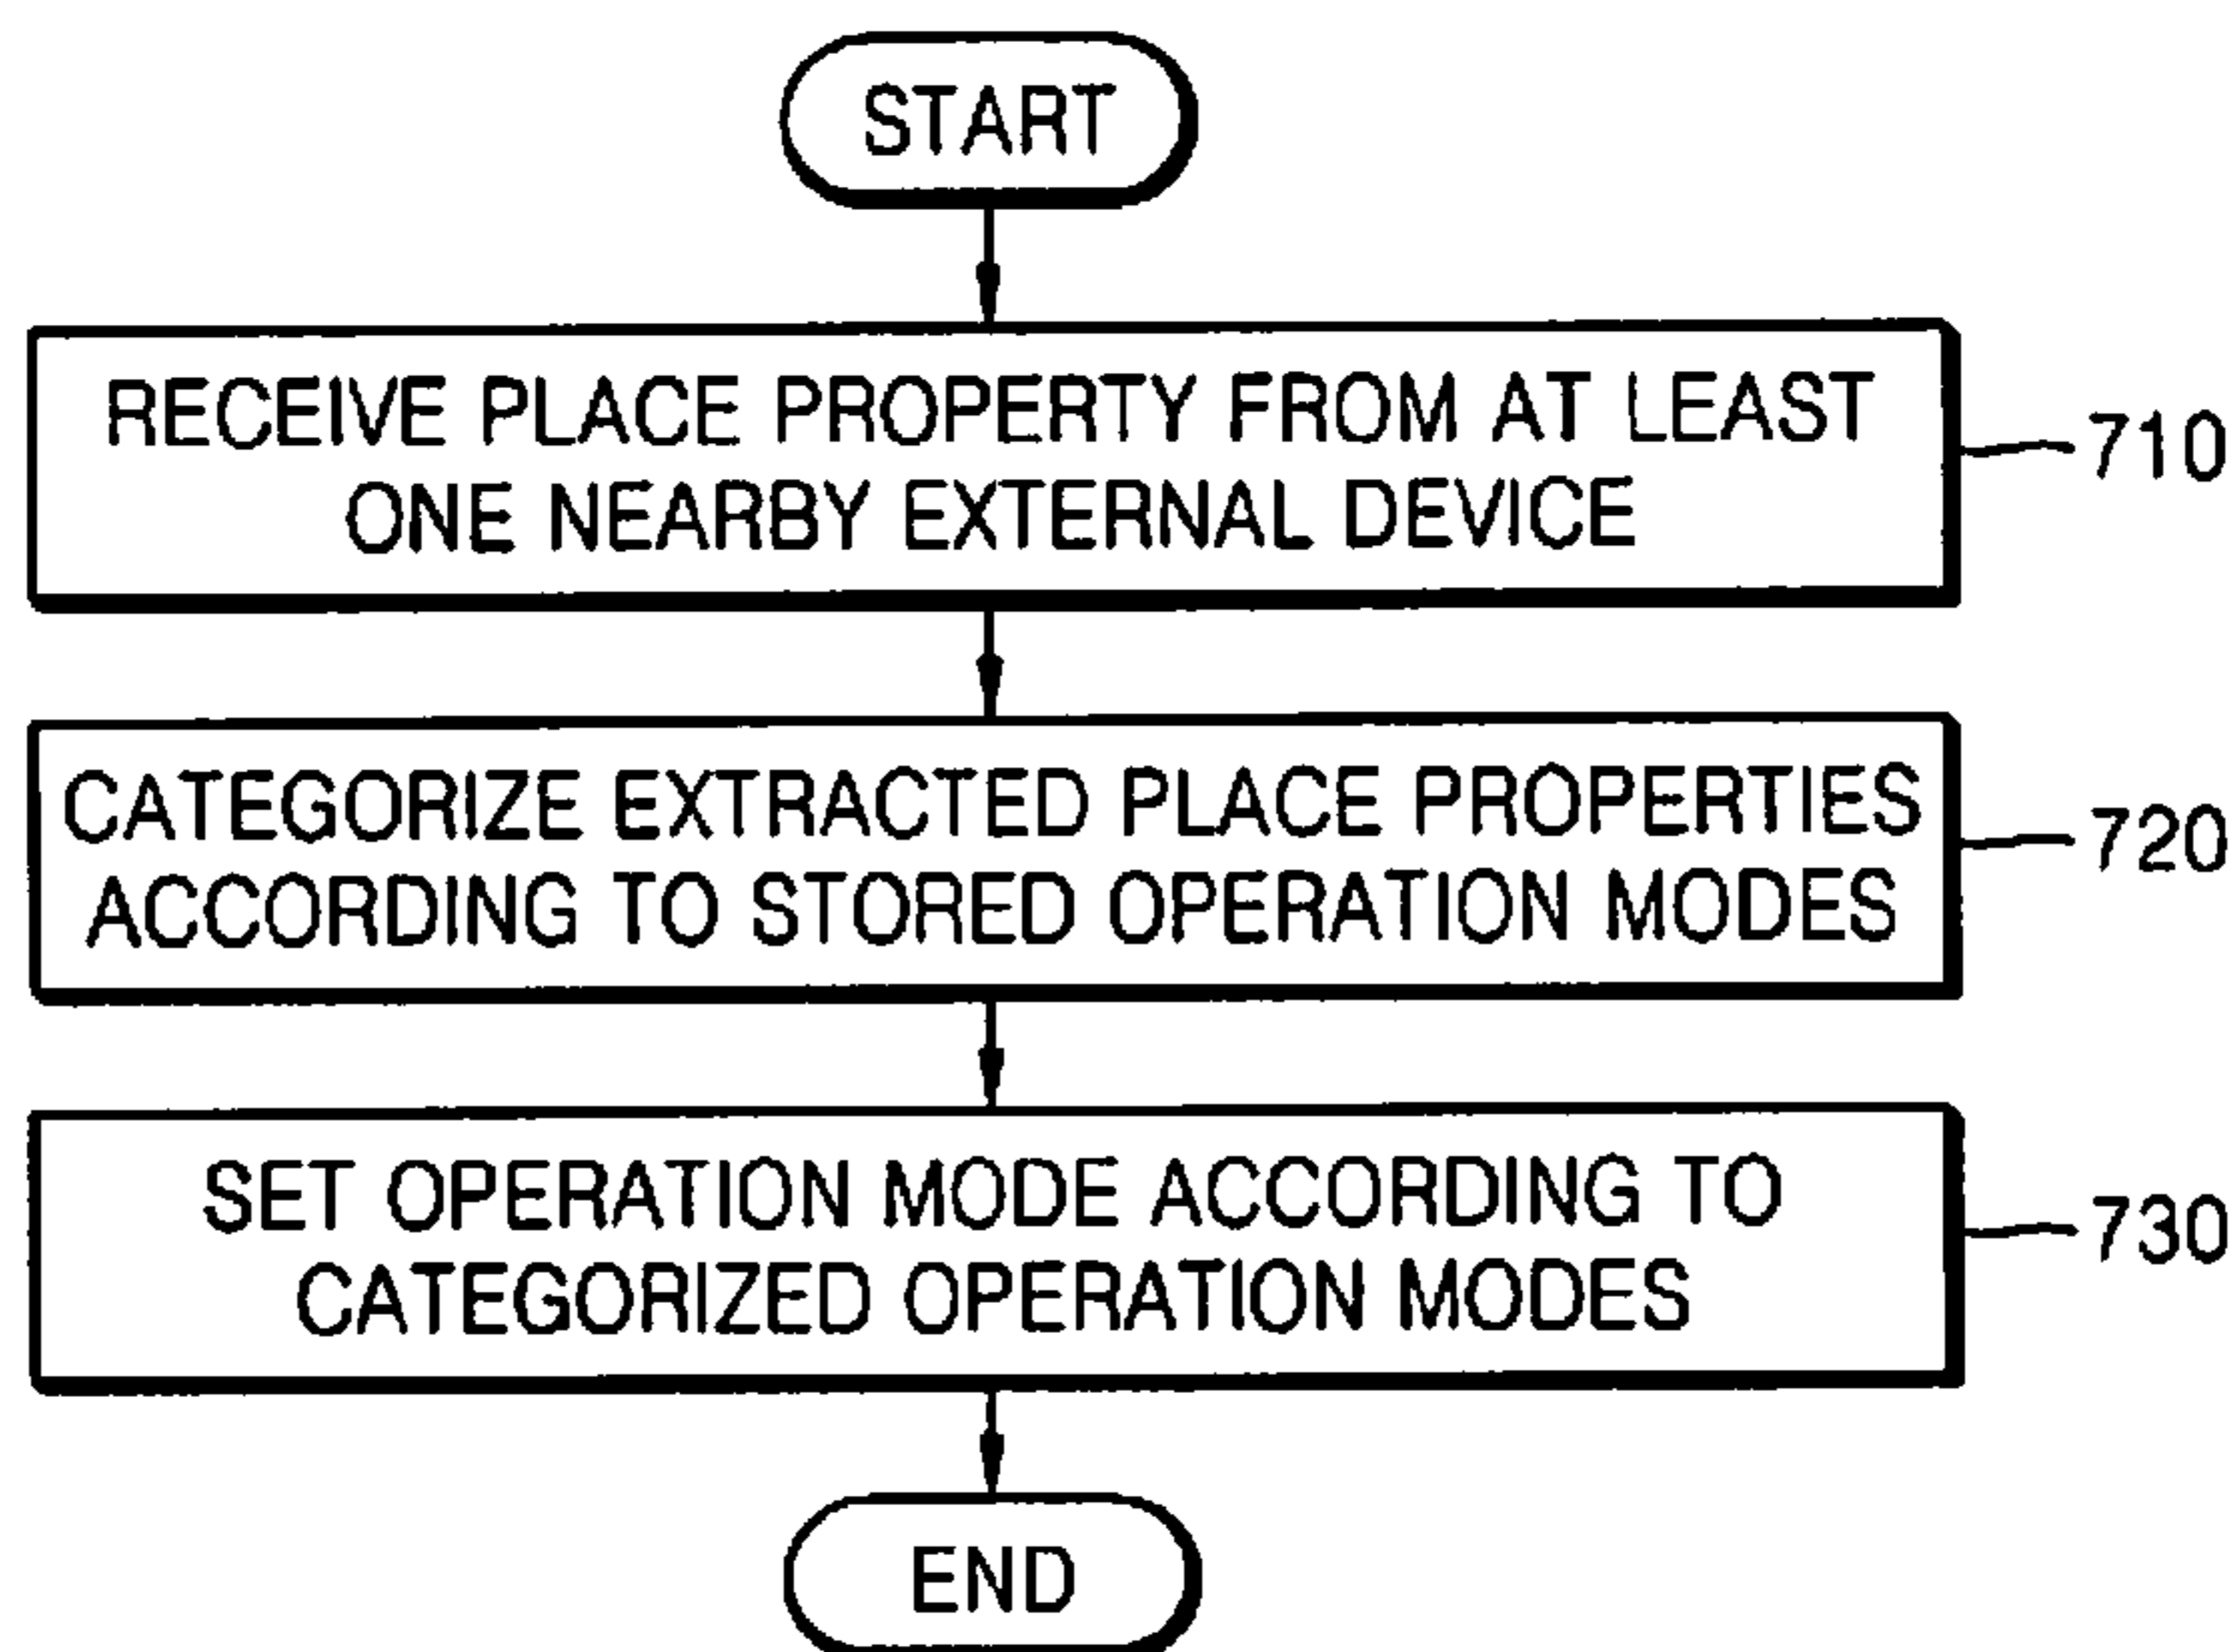 START
RECEIVE PLACE PROPERTY FROM AT LEAST
ONE NEARBY EXTERNAL DEVICE
710
CATEGORIZE EXTRACTED PLACE PROPERTIES
ACCORDING TO STORED OPERATION MODES
720
SET OPERATION MODE ACCORDING TO
CATEGORIZED OPERATION MODES
730
END